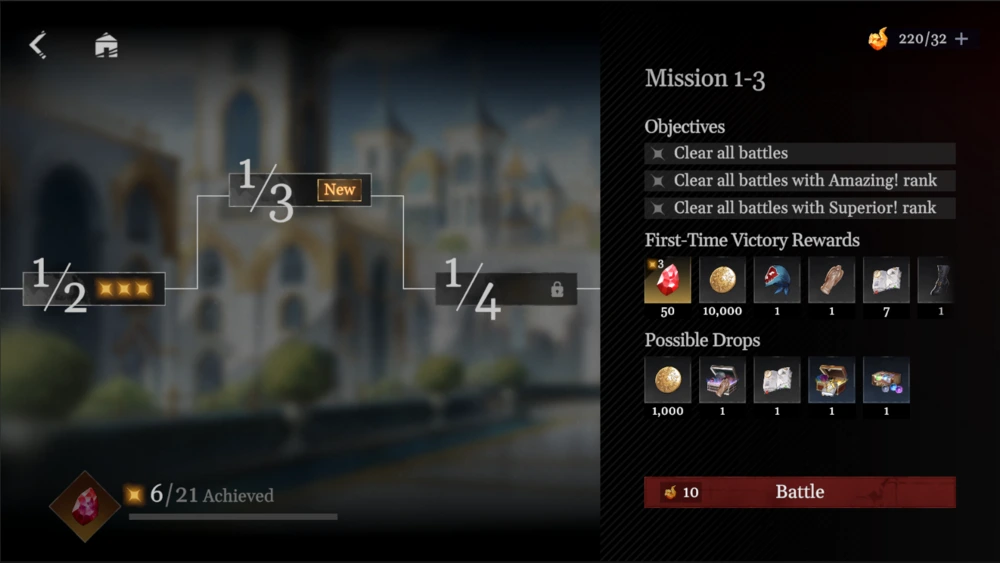 220/32 +
Mission 1-3
Objectives
Clear all battles
Clear all battles with Amazing! rank
Clear all battles with Superior! rank
First-Time Victory Rewards
3
50 10,000 1 1 7 1
Possible Drops
1,000 1 1 1 1
10 Battle
1/3 New
1/2
1/4
6/21 Achieved